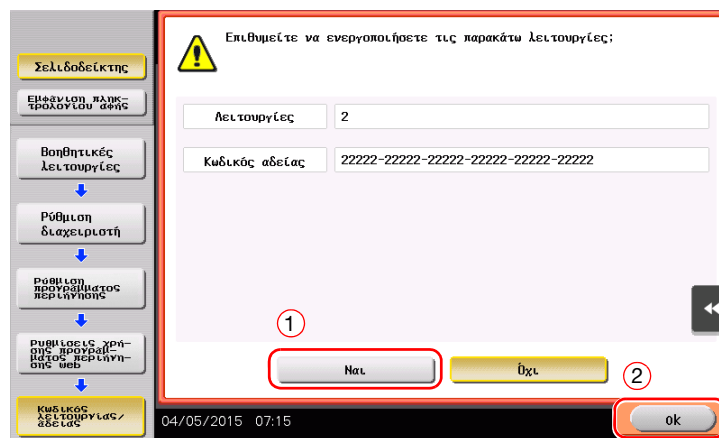 Επιθυμείτε να ενεργοποιήσετε τις παρακάτω λειτουργίες;
Σελιδοδείκτης
Εμφάνιση πληκ-
τρολογίου αφής
Λειτουργίες 2
Βοηθητικές
λειτουργίες
Κωδικός αδείας 22222-22222-22222-22222-22222-22222
Ρύθμιση
διαχειριστή
Ρύθμιση
προγράμματος
περιήγησης
1
Ρυθμίσεις χρή-
σης προγράμ-
ματος περιήγη-
σης web
Ναι Όχι 2
Κωδικός
λειτουργίας/
αδείας
04/05/2015 07:15 ok